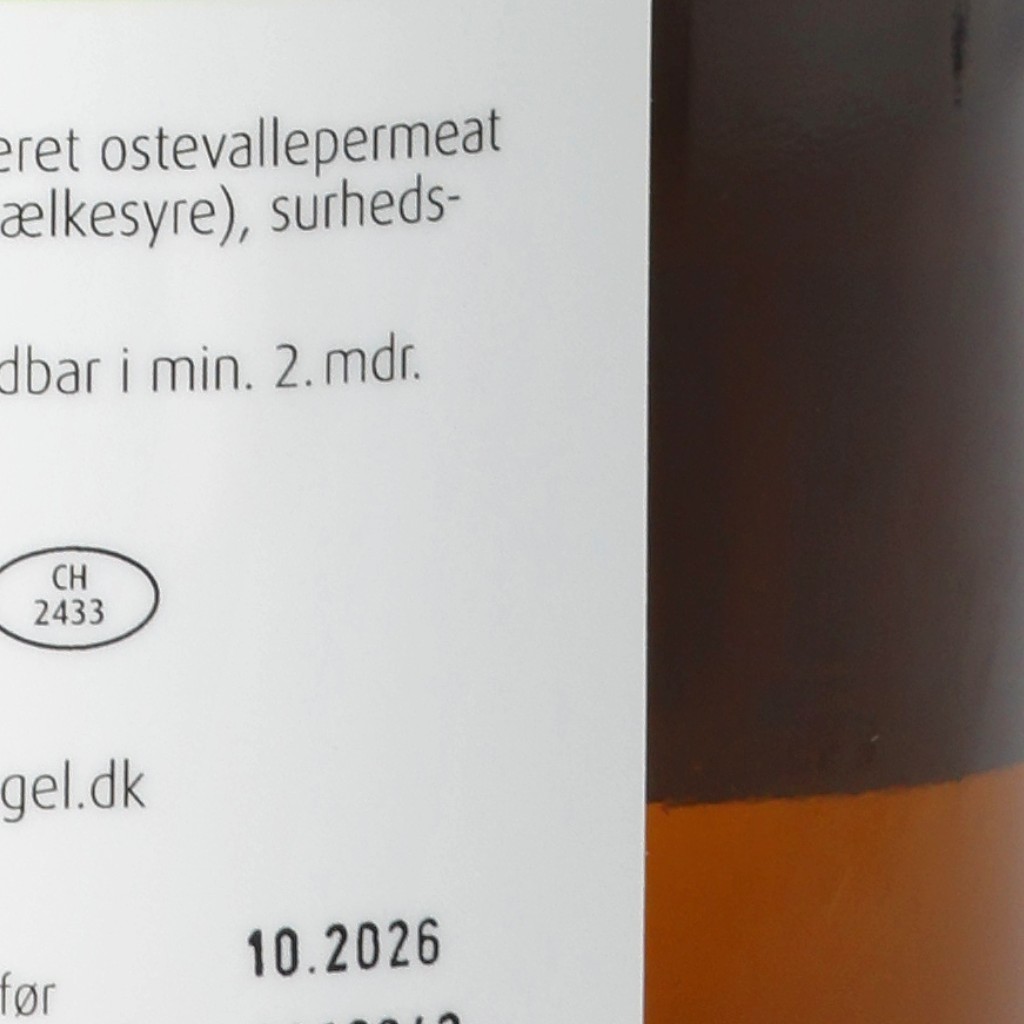 eret ostevallepermeat
ælkesyre), surheds-
dbar i min. 2. mdr.
CH
2433
gel.dk
10.2026
før